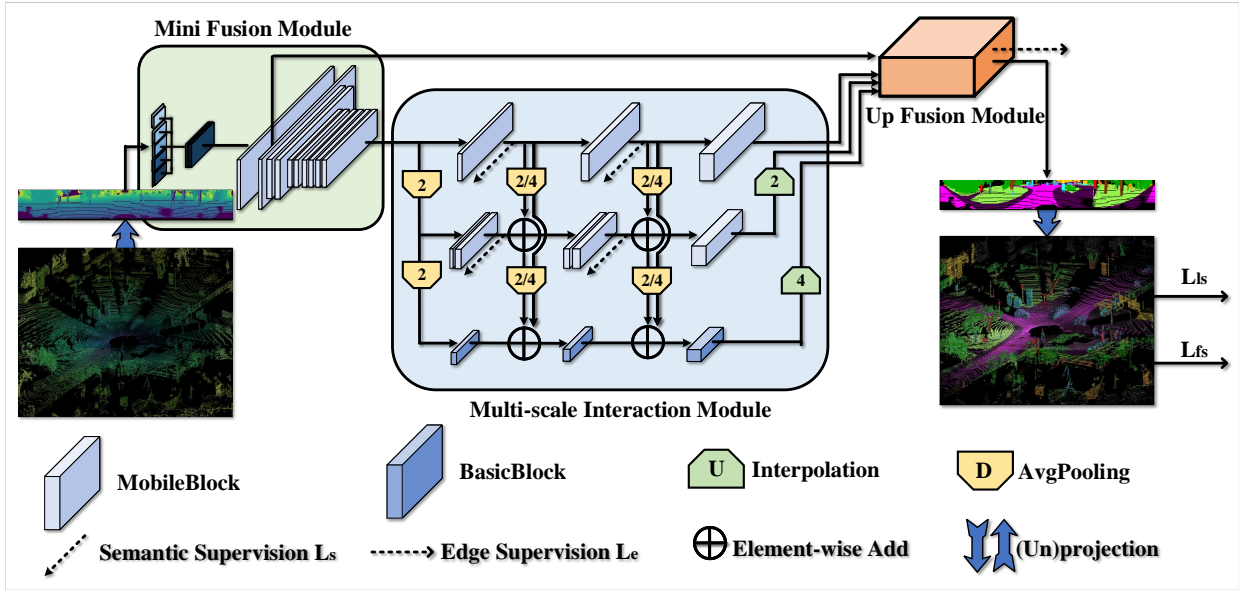 Mini Fusion Module
Up Fusion Module
2
2/4
2/4
2
2
2/4
2/4
4
Lls
Lfs
Multi-scale Interaction Module
MobileBlock
BasicBlock
U
Interpolation
D
AvgPooling
Semantic Supervision Ls
Edge Supervision Le
Element-wise Add
(Un)projection